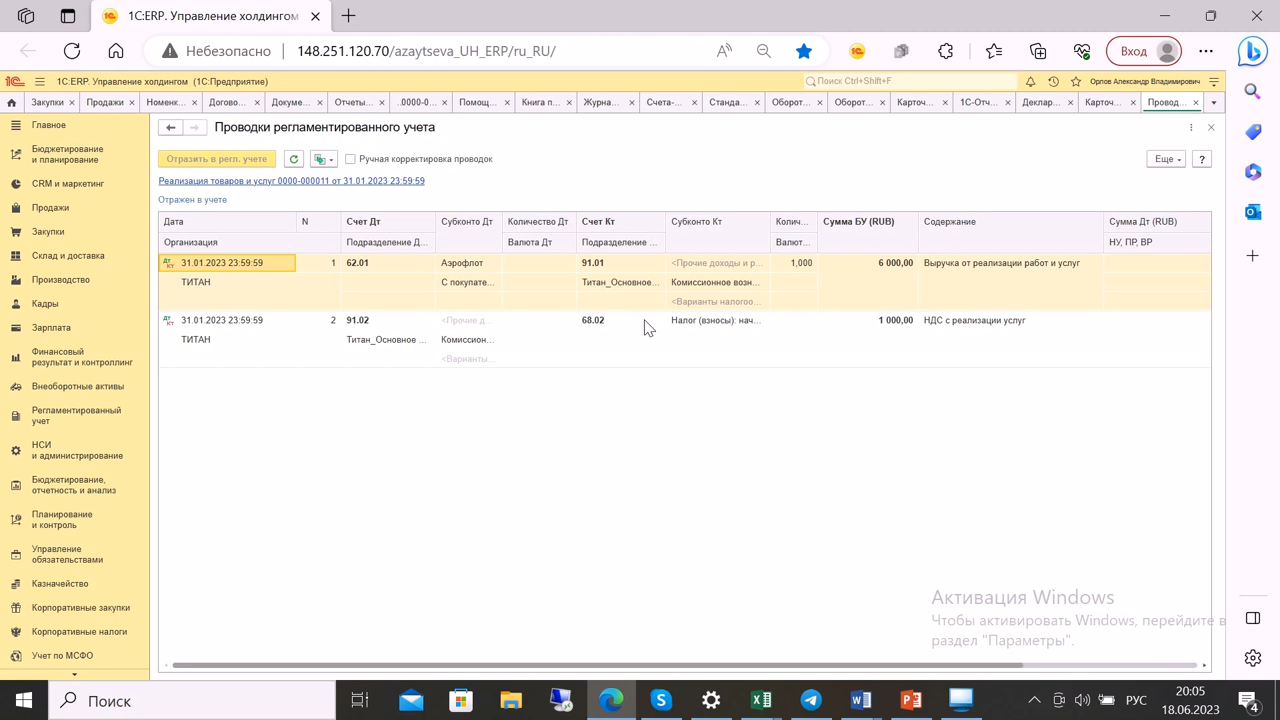 1C:ERP. Управление холдингом
Небезопасно
148.251.120.70/azaytseva_UH_ERP/ru_RU/
Вход
1C:ERP. Управление холдингом (1С:Предприятие)
Поиск Ctrl+Shift+F
Орлов Александр Владимирович
Закупки
Продажи
Номенк...
Догово...
Докуме...
Отчеты...
..0000-0...
Помощ...
Книга п...
Журна...
Счета-...
Станда...
Оборот...
Оборот...
Карточ...
1С-Отч...
Деклар...
Карточ...
Провод...
Главное
Бюджетирование
и планирование
CRM и маркетинг
Продажи
Закупки
Склад и доставка
Производство
Кадры
Зарплата
Финансовый
результат и контроллинг
Внеоборотные активы
Регламентированный
учет
НСИ
и администрирование
Бюджетирование,
отчетность и анализ
Планирование
и контроль
Управление
обязательствами
Казначейство
Корпоративные закупки
Корпоративные налоги
Учет по МСФО
Проводки регламентированного учета
Отразить в регл. учете
Ручная корректировка проводок
Еще
?
Реализация товаров и услуг 0000-000011 от 31.01.2023 23:59:59
Отражен в учете
Дата N Счет Дт Субконто Дт Количество Дт Счет Кт Субконто Кт Колич... Сумма БУ (RUB) Содержание Сумма Дт (RUB)
Организация Подразделение Д... Валюта Дт Подразделение ... Валют... НУ, ПР, ВР
31.01.2023 23:59:59 1 62.01 Аэрофлот 91.01 <Прочие доходы и р... 1,000 6 000,00 Выручка от реализации работ и услуг
ТИТАН С покупате... Титан_Основное... Комиссионное возн...
<Варианты налогоо...
31.01.2023 23:59:59 2 91.02 <Прочие д... 68.02 Налог (взносы): нач... 1 000,00 НДС с реализации услуг
ТИТАН Титан_Основное ... Комиссион...
<Варианты...
Активация Windows
Чтобы активировать Windows, перейдите в
раздел "Параметры".
Поиск
РУС
20:05
18.06.2023
4